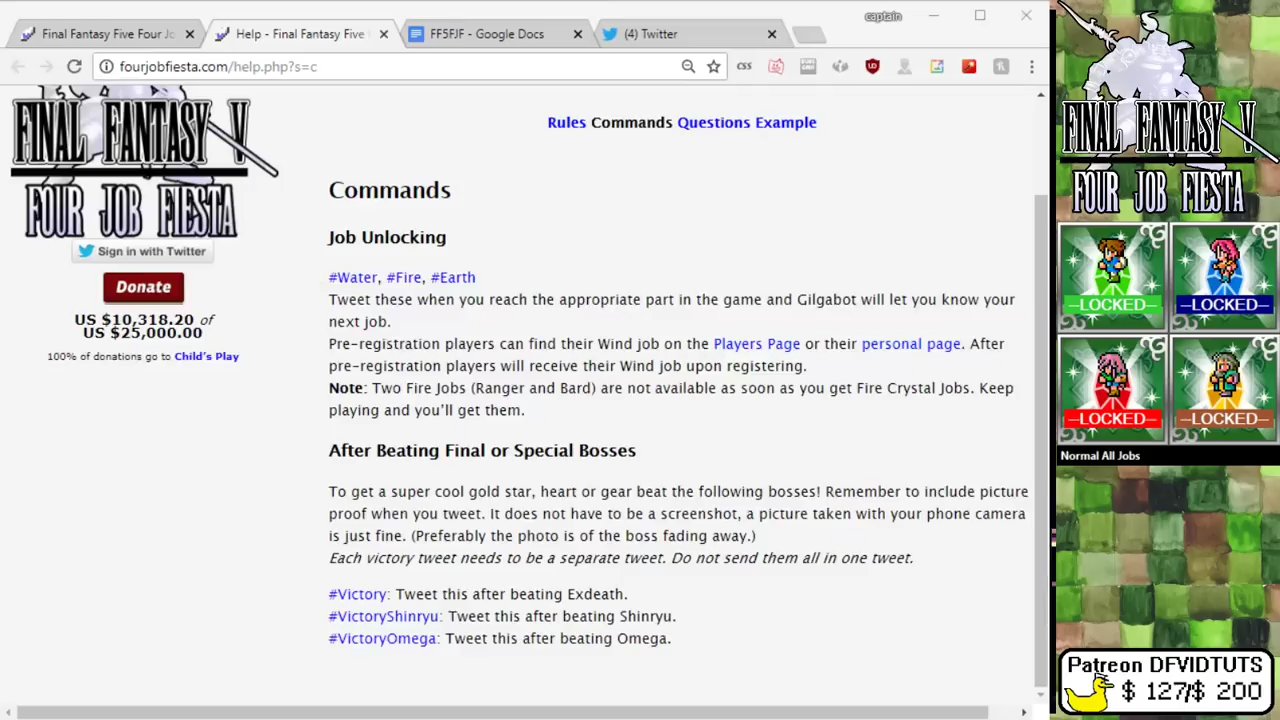 captain
Final Fantasy Five Four Jo
Help - Final Fantasy Five
FF5FJF - Google Docs
(4) Twitter
fourjobfiesta.com/help.php?s=c
css
FINAL FANTASY V
FOUR JOB FIESTA
Sign in with Twitter
Donate
US $10,318.20 of
US $25,000.00
100% of donations go to Child's Play
Rules Commands Questions Example
Commands
Job Unlocking
#Water, #Fire, #Earth
Tweet these when you reach the appropriate part in the game and Gilgabot will let you know your
next job.
Pre-registration players can find their Wind job on the Players Page or their personal page. After
pre-registration players will receive their Wind job upon registering.
Note: Two Fire Jobs (Ranger and Bard) are not available as soon as you get Fire Crystal Jobs. Keep
playing and you'll get them.
After Beating Final or Special Bosses
To get a super cool gold star, heart or gear beat the following bosses! Remember to include picture
proof when you tweet. It does not have to be a screenshot, a picture taken with your phone camera
is just fine. (Preferably the photo is of the boss fading away.)
Each victory tweet needs to be a separate tweet. Do not send them all in one tweet.
#Victory: Tweet this after beating Exdeath.
#VictoryShinryu: Tweet this after beating Shinryu.
#VictoryOmega: Tweet this after beating Omega.
FINAL FANTASY V
FOUR JOB FIESTA
—LOCKED—
—LOCKED—
—LOCKED—
—LOCKED—
Normal All Jobs
Patreon DFVIDTUTS
$ 127/$ 200